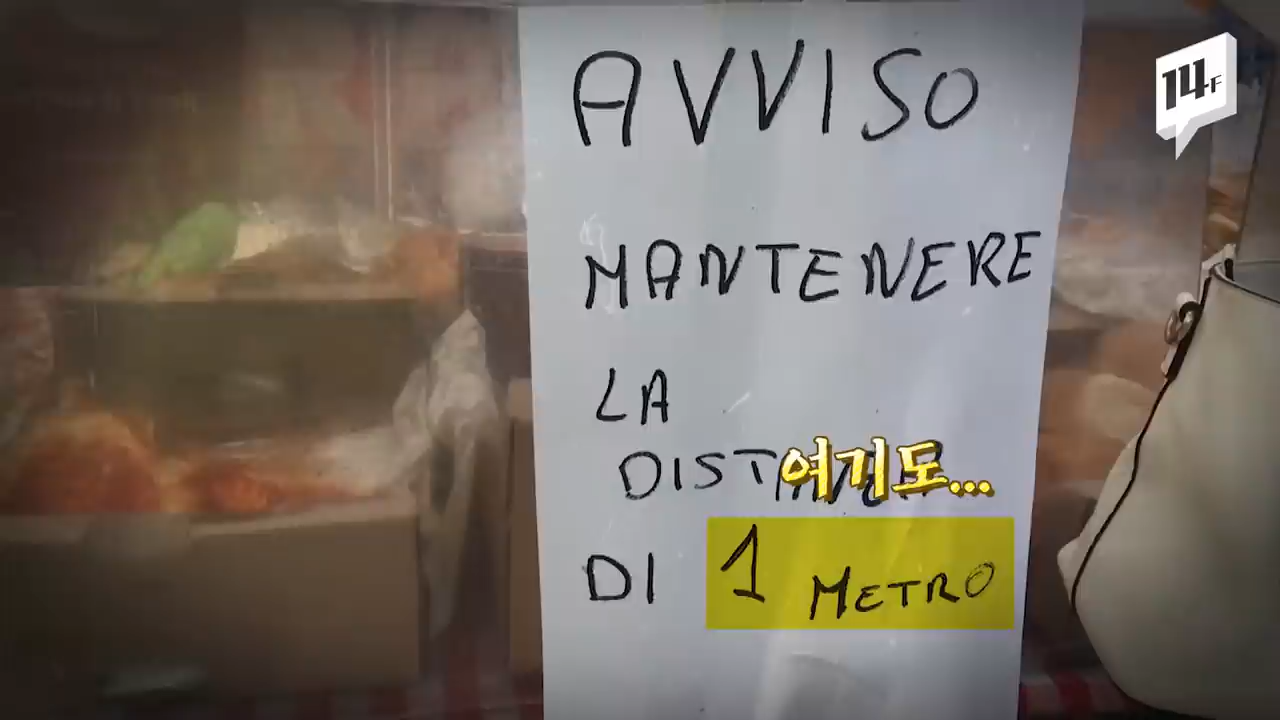 14F
AVVISO
MANTENERE
LA
여기도...
DI 1 METRO